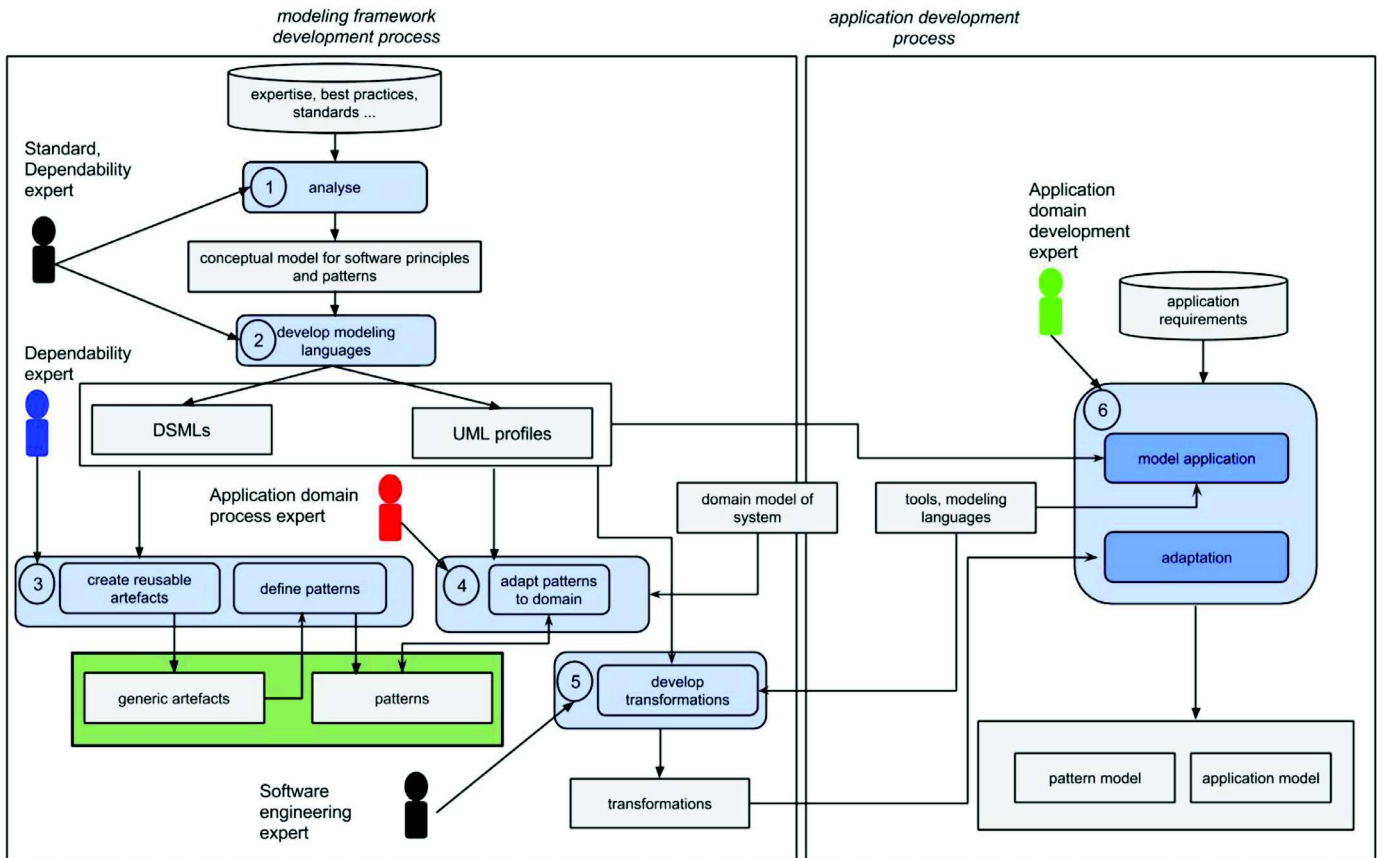 modeling framework
development process
application development
process
expertise, best practices,
standards ...
Standard,
Dependability
expert
1
analyse
conceptual model for software principles
and patterns
2
develop modeling
languages
Dependability
expert
DSMLs
UML profiles
Application domain
process expert
domain model of
system
tools, modeling
languages
3
create reusable
artefacts
define patterns
4
adapt patterns
to domain
generic artefacts
patterns
5
develop
transformations
Software
engineering
expert
transformations
Application
domain
development
expert
application
requirements
6
model application
adaptation
pattern model
application model